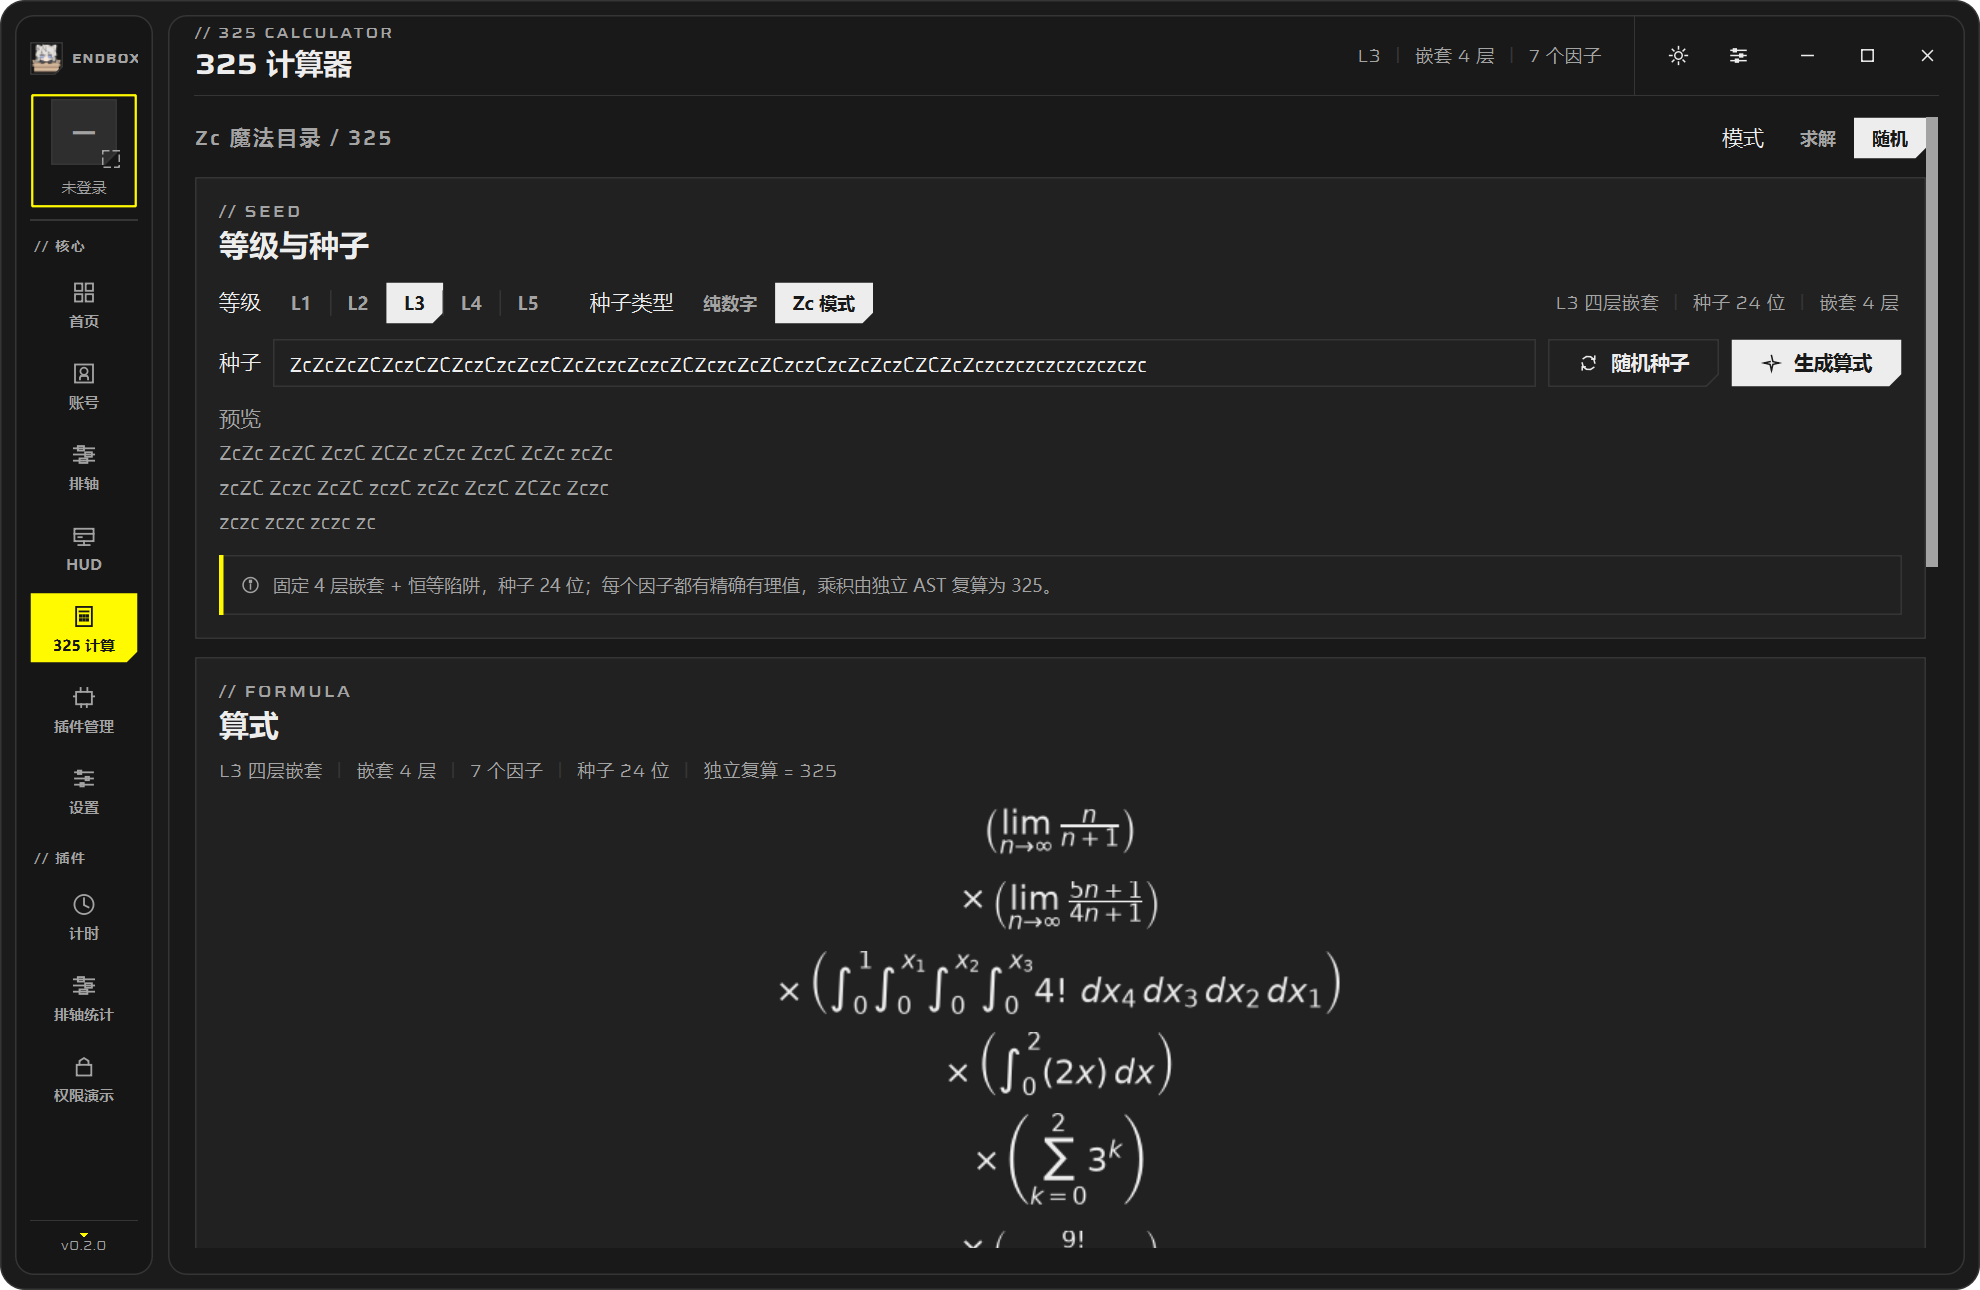 ENDBOX
未登录
// 核心
首页
账号
排轴
HUD
325 计算
插件管理
设置
// 插件
计时
排轴统计
权限演示
v0.2.0
// 325 CALCULATOR
325 计算器
L3 嵌套 4 层 7 个因子
Zc 魔法目录 / 325
模式 求解 随机
// SEED
等级与种子
等级 L1 L2 L3 L4 L5 种子类型 纯数字 Zc 模式 L3 四层嵌套 种子 24 位 嵌套 4 层
种子 ZcZcZcZCZczCZCZczCzcZczCZcZczcZczcZCZczcZcZCZczCzcZcZczCZCZcZczczczczczczczc 随机种子 生成算式
预览
ZcZc ZcZC ZczC ZCZc zCzc ZczC ZcZc zcZc
zcZC Zczc ZcZC zczC zcZc ZczC ZCZc Zczc
zczc zczc zczc zc
固定 4 层嵌套 + 恒等陷阱，种子 24 位；每个因子都有精确有理值，乘积由独立 AST 复算为 325。
// FORMULA
算式
L3 四层嵌套 嵌套 4 层 7 个因子 种子 24 位 独立复算 = 325
(lim n→∞ n/(n + 1))
× (lim n→∞ (5n + 1)/(4n + 1))
× (∫₀¹ ∫₀^x₁ ∫₀^x₂ ∫₀^x₃ 4! dx₄ dx₃ dx₂ dx₁)
× (∫₀² (2x) dx)
× (∑ k = 0 2 3^k)
× ( 9! )